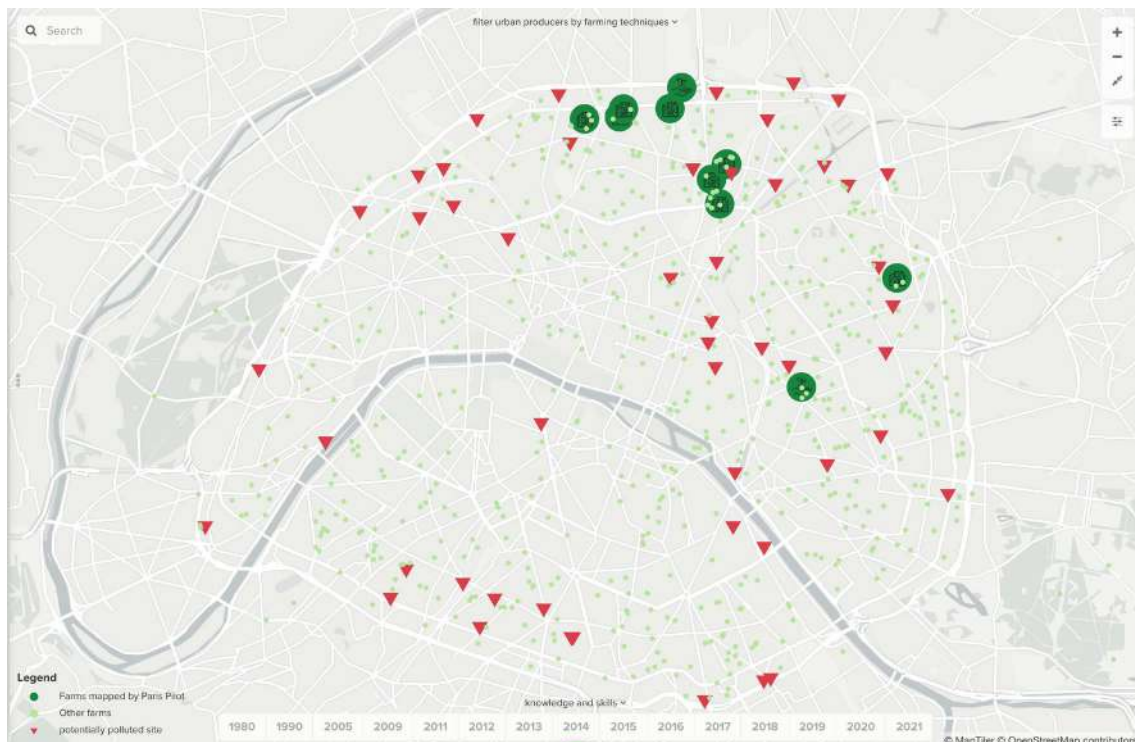 filter urban producers by farming techniques
Search
Legend
Farms mapped by Paris Pilot
Other farms
potentially polluted site
knowledge and skills
1980 1990 2005 2009 2011 2012 2013 2014 2015 2016 2017 2018 2019 2020 2021
© MapTiler © OpenStreetMap contributors